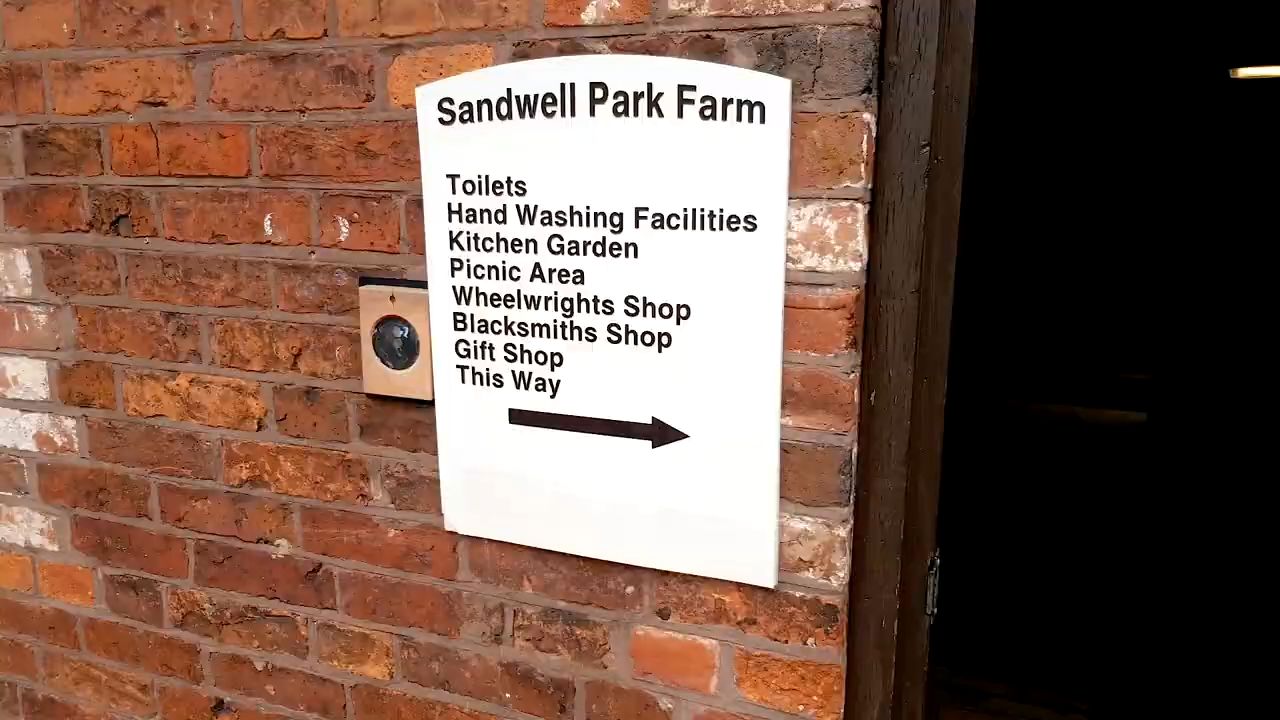 Sandwell Park Farm
Toilets
Hand Washing Facilities
Kitchen Garden
Picnic Area
Wheelwrights Shop
Blacksmiths Shop
Gift Shop
This Way